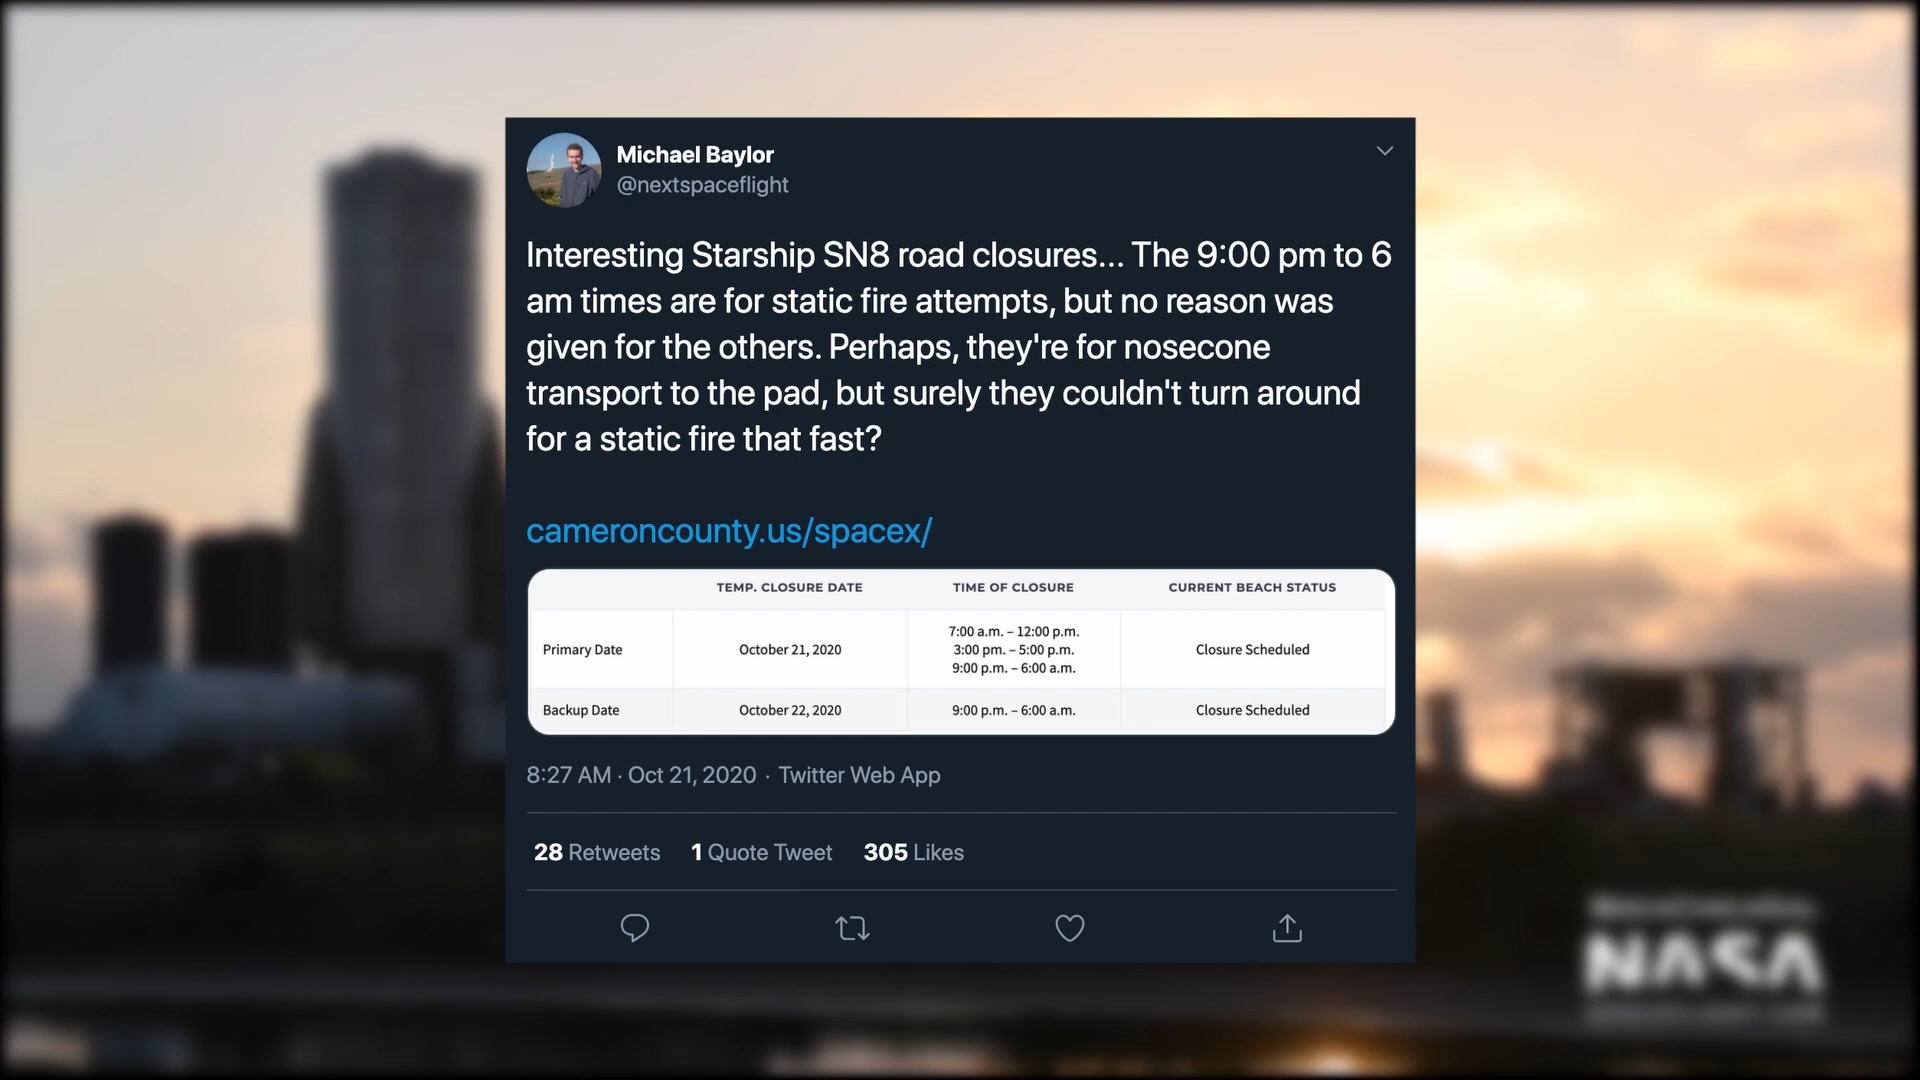 Michael Baylor
@nextspaceflight
Interesting Starship SN8 road closures... The 9:00 pm to 6
am times are for static fire attempts, but no reason was
given for the others. Perhaps, they're for nosecone
transport to the pad, but surely they couldn't turn around
for a static fire that fast?
cameroncounty.us/spacex/
TEMP. CLOSURE DATE TIME OF CLOSURE CURRENT BEACH STATUS
7:00 a.m. – 12:00 p.m.
Primary Date October 21, 2020 3:00 pm. – 5:00 p.m. Closure Scheduled
9:00 p.m. – 6:00 a.m.
Backup Date October 22, 2020 9:00 p.m. – 6:00 a.m. Closure Scheduled
8:27 AM · Oct 21, 2020 · Twitter Web App
28 Retweets 1 Quote Tweet 305 Likes
NASA